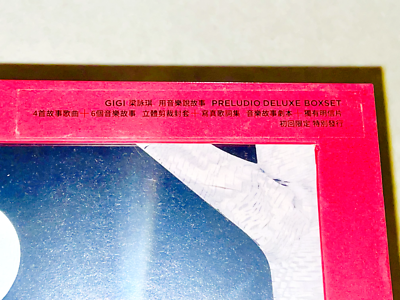 GIGI 梁詠琪 用音樂說故事 PRELUDIO DELUXE BOXSET
4首故事歌曲＋6個音樂故事 立體剪裁封套 寫真歌詞集 音樂故事劇本 獨有明信片
初回限定 特別發行